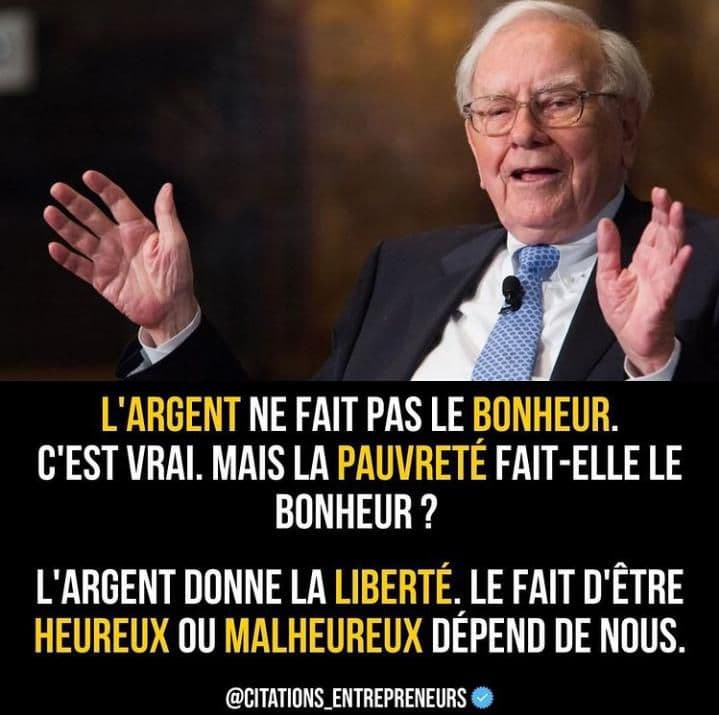 L'ARGENT NE FAIT PAS LE BONHEUR.
C'EST VRAI. MAIS LA PAUVRETÉ FAIT-ELLE LE
BONHEUR ?
L'ARGENT DONNE LA LIBERTÉ. LE FAIT D'ÊTRE
HEUREUX OU MALHEUREUX DÉPEND DE NOUS.
@CITATIONS_ENTREPRENEURS